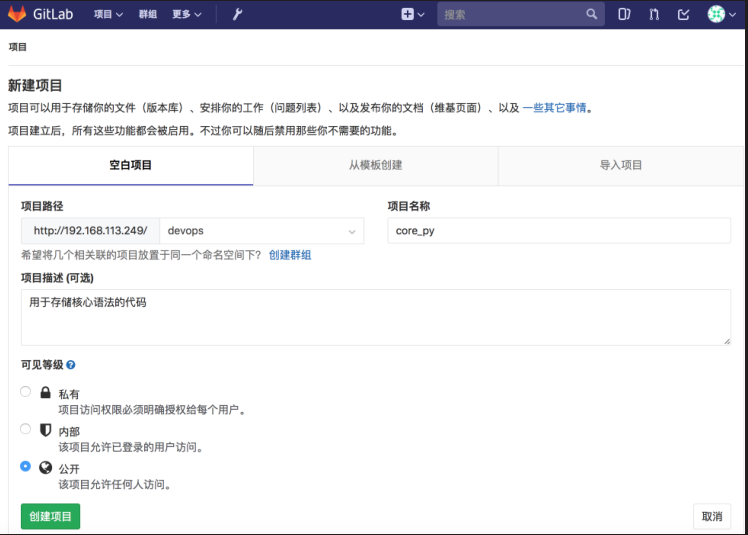 GitLab 项目 群组 更多 搜索
项目
新建项目
项目可以用于存储你的文件（版本库）、安排你的工作（问题列表）、以及发布你的文档（维基页面）、以及 一些其它事情。
项目建立后，所有这些功能都会被启用。不过你可以随后禁用那些你不需要的功能。
空白项目 从模板创建 导入项目
项目路径 项目名称
http://192.168.113.249/ devops core_py
希望将几个相关联的项目放置于同一个命名空间下？ 创建群组
项目描述 (可选)
用于存储核心语法的代码
可见等级
私有
项目访问权限必须明确授权给每个用户。
内部
该项目允许已登录的用户访问。
公开
该项目允许任何人访问。
创建项目 取消